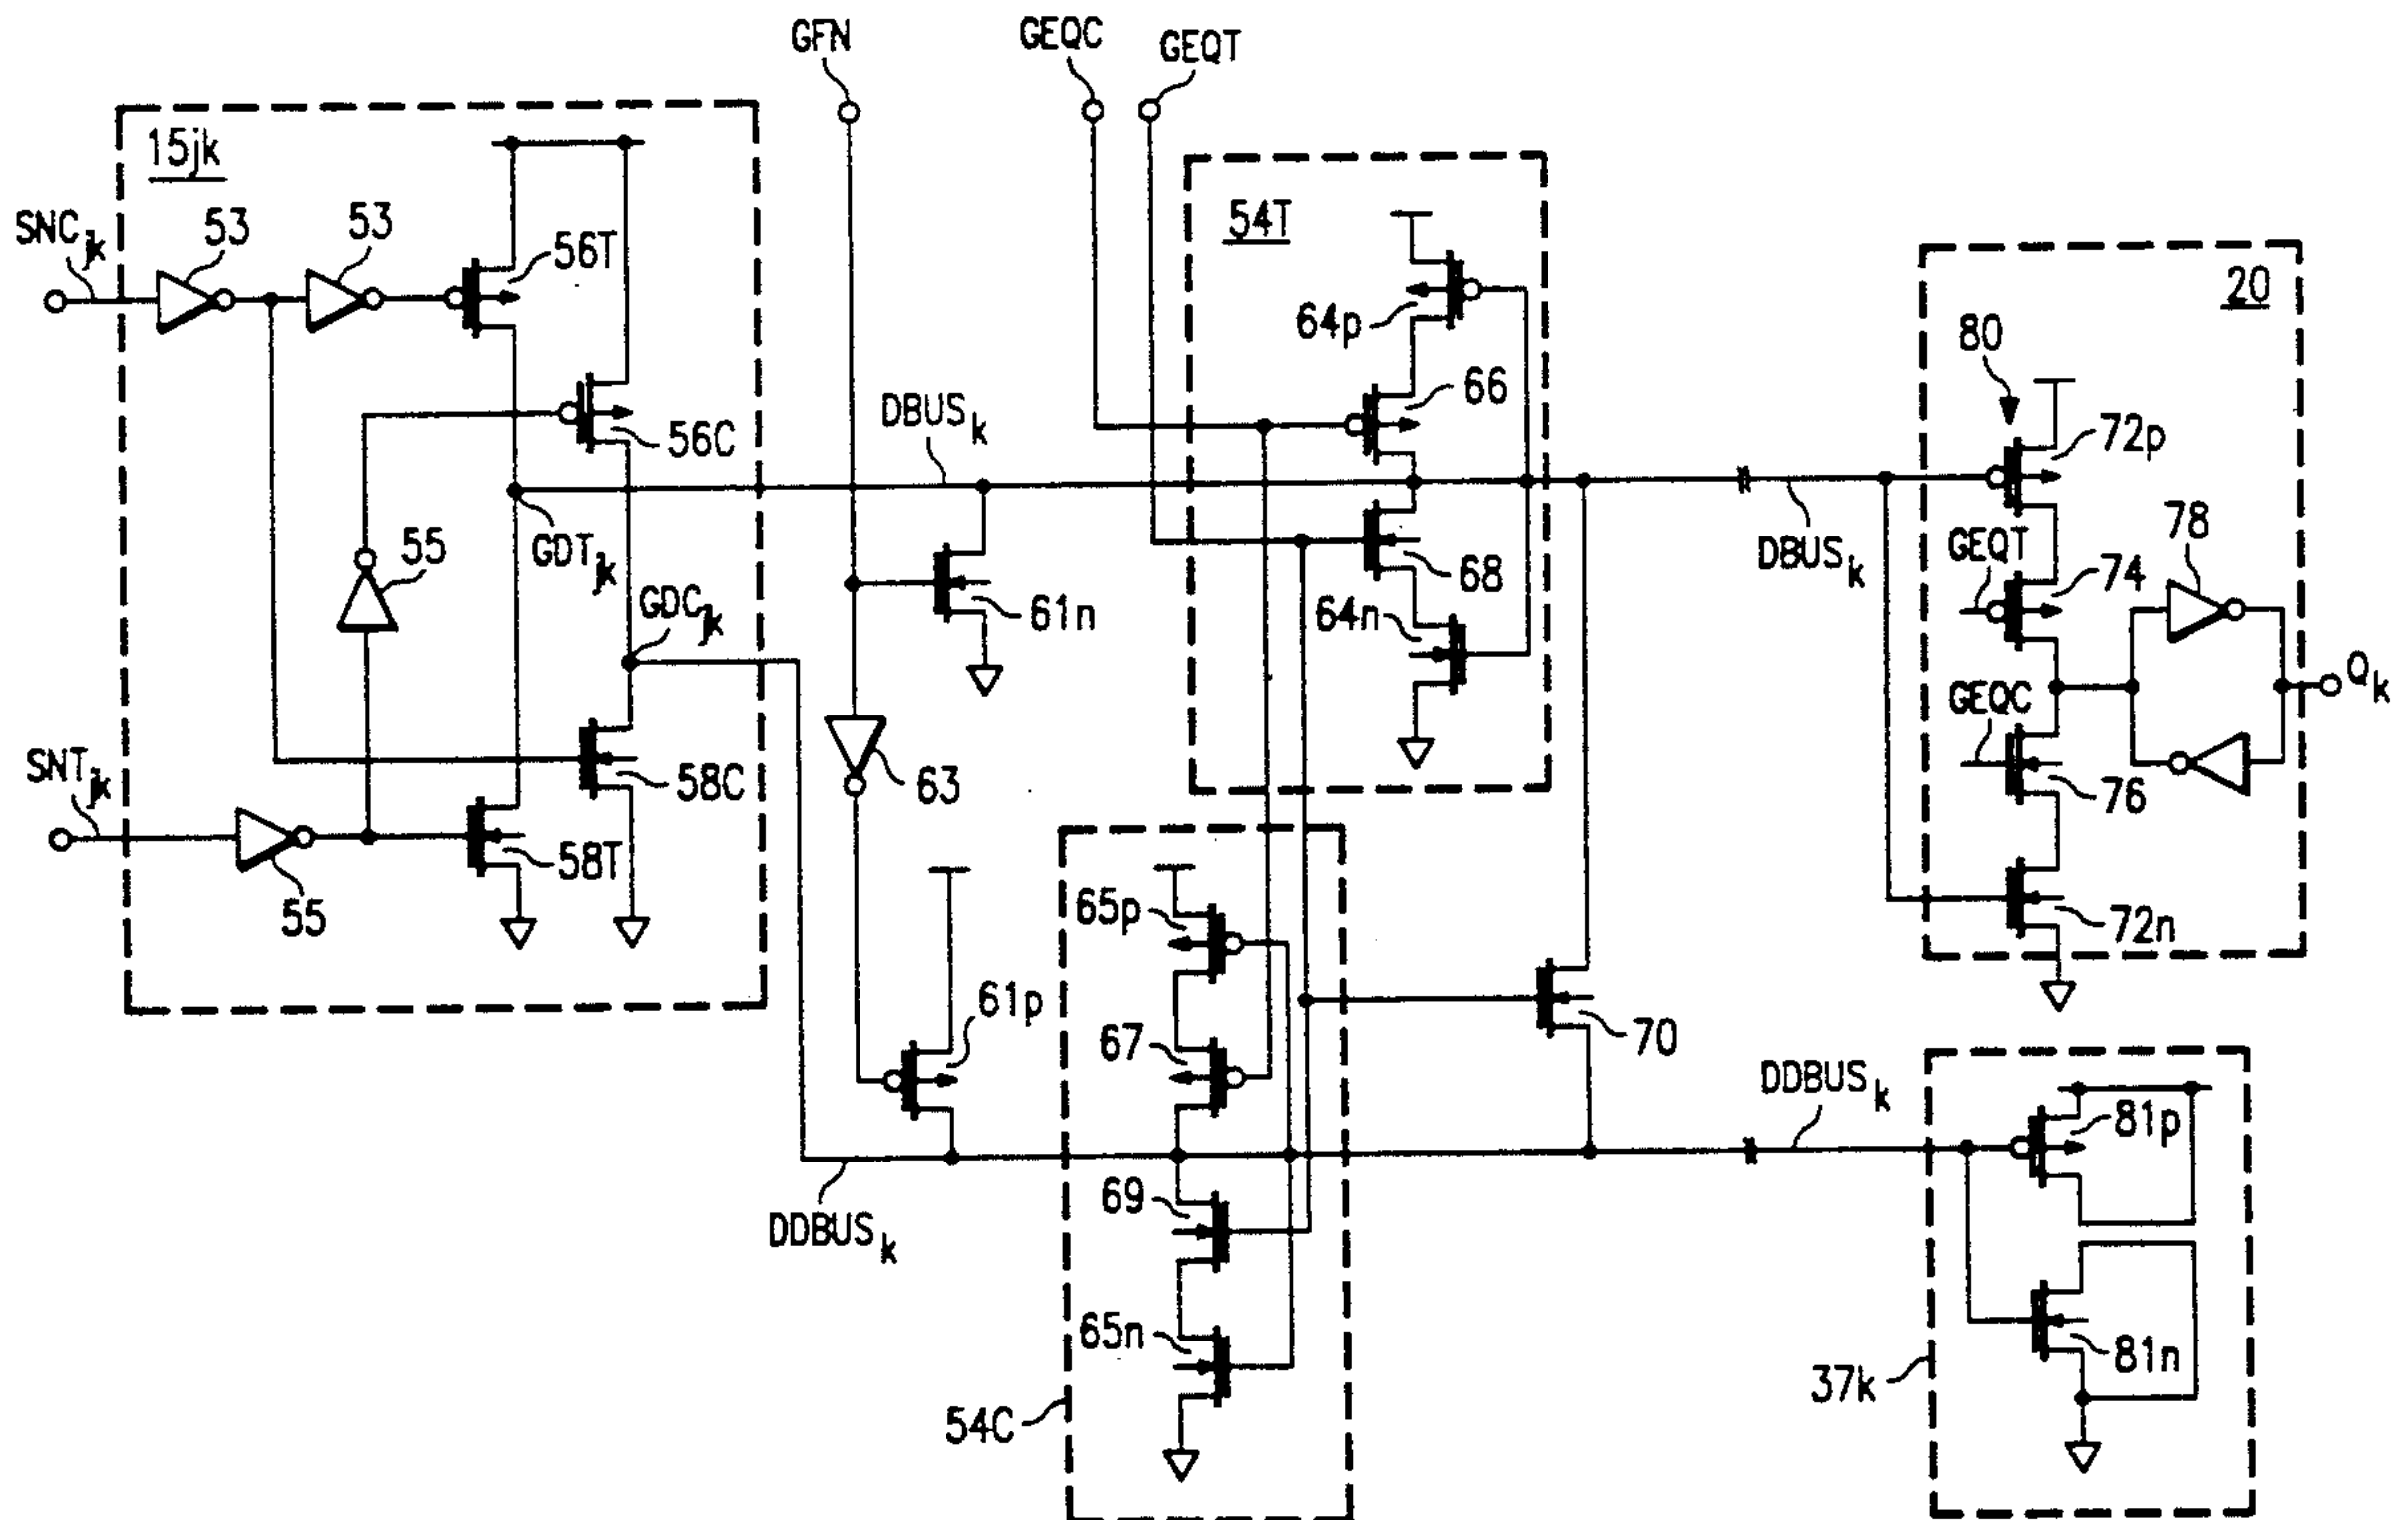 GFN
GEQC
GEQT
15jk
SNCjk
53
53
56T
54T
20
64p
80
DBUSk
66
72p
56C
78
55
GDTjk
GEQT
74
DBUSk
68
GDCjk
61n
64n
Qk
GEQC
SNTjk
58C
63
76
58T
55
65p
72n
61p
67
70
DDBUSk
81p
69
DDBUSk
65n
81n
37k
54C